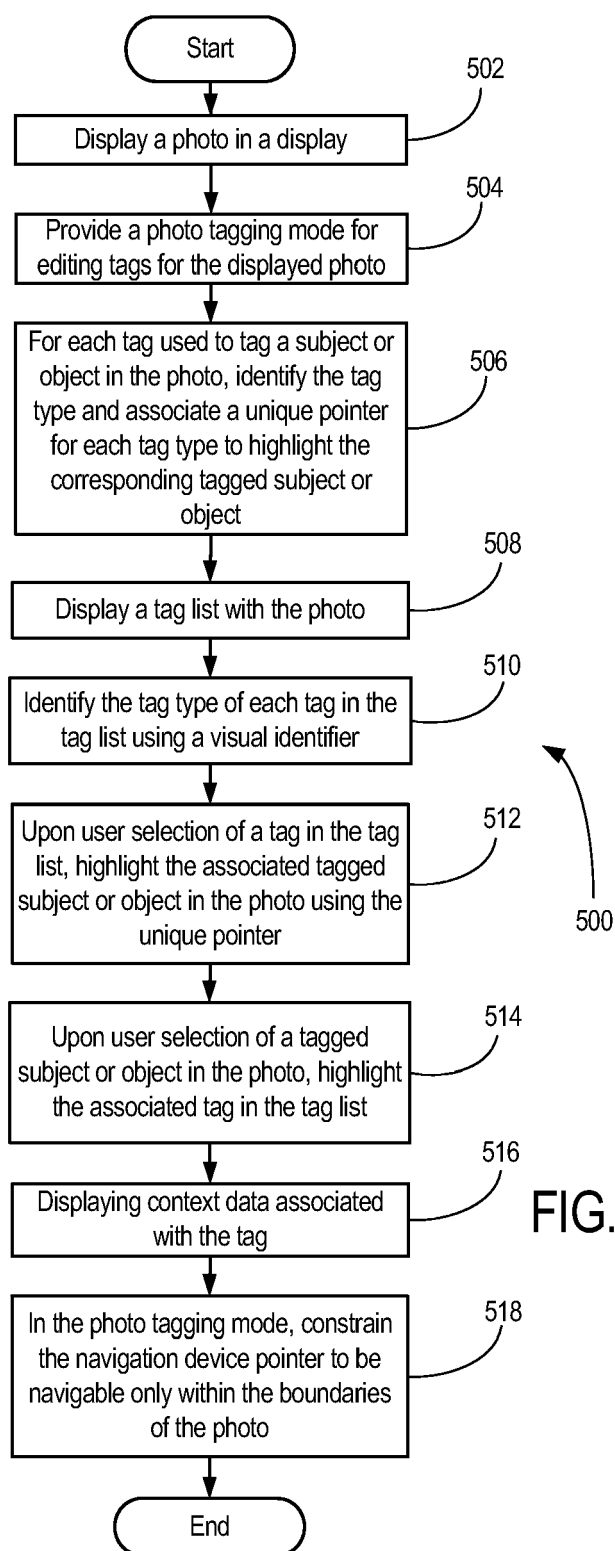 Start
502
Display a photo in a display
504
Provide a photo tagging mode for
editing tags for the displayed photo
For each tag used to tag a subject or
object in the photo, identify the tag
type and associate a unique pointer
for each tag type to highlight the
corresponding tagged subject or
object
506
508
Display a tag list with the photo
510
Identify the tag type of each tag in the
tag list using a visual identifier
Upon user selection of a tag in the tag
list, highlight the associated tagged
subject or object in the photo using the
unique pointer
512
500
514
Upon user selection of a tagged
subject or object in the photo, highlight
the associated tag in the tag list
516
Displaying context data associated
with the tag
FIG.
518
In the photo tagging mode, constrain
the navigation device pointer to be
navigable only within the boundaries
of the photo
End